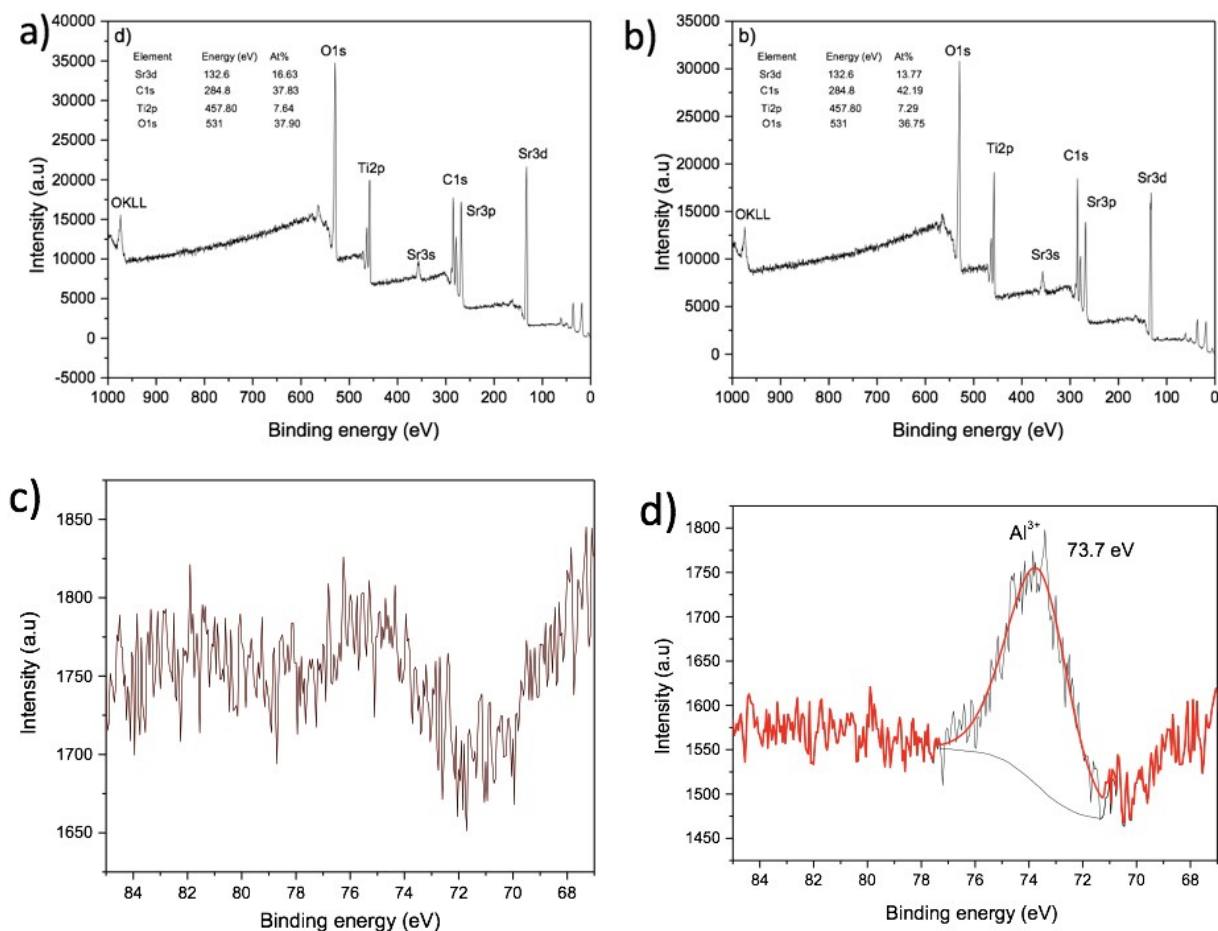 a)
d)
Element Energy (eV) At%
Sr3d 132.6 16.63
C1s 284.8 37.83
Ti2p 457.80 7.64
O1s 531 37.90
OKLL
O1s
Ti2p
Sr3s
C1s
Sr3p
Sr3d
40000
35000
30000
25000
20000
15000
10000
5000
0
-5000
Intensity (a.u)
1000 900 800 700 600 500 400 300 200 100 0
Binding energy (eV)
b)
b)
Element Energy (eV) At%
Sr3d 132.6 13.77
C1s 284.8 42.19
Ti2p 457.80 7.29
O1s 531 36.75
OKLL
O1s
Ti2p
Sr3s
C1s
Sr3p
Sr3d
35000
30000
25000
20000
15000
10000
5000
0
Intensity (a.u)
1000 900 800 700 600 500 400 300 200 100 0
Binding energy (eV)
c)
1850
1800
1750
1700
1650
Intensity (a.u)
84 82 80 78 76 74 72 70 68
Binding energy (eV)
d)
Al³⁺
73.7 eV
1800
1750
1700
1650
1600
1550
1500
1450
Intensity (a.u)
84 82 80 78 76 74 72 70 68
Binding energy (eV)